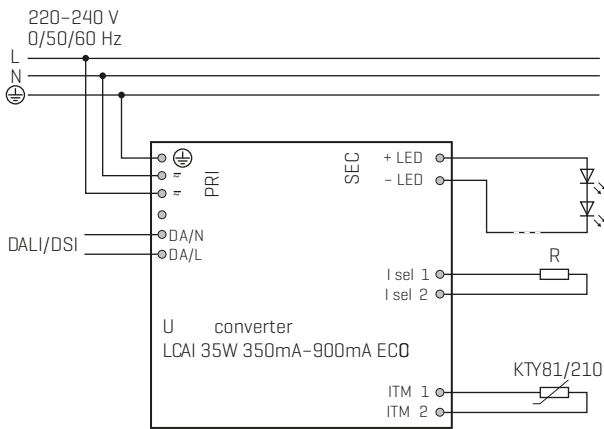 220–240 V
0/50/60 Hz
L
N
PRI
SEC
+ LED
– LED
DA/N
DA/L
DALI/DSI
I sel 1
I sel 2
R
U converter
LCAI 35W 350mA–900mA ECO
KTY81/210
ITM 1
ITM 2